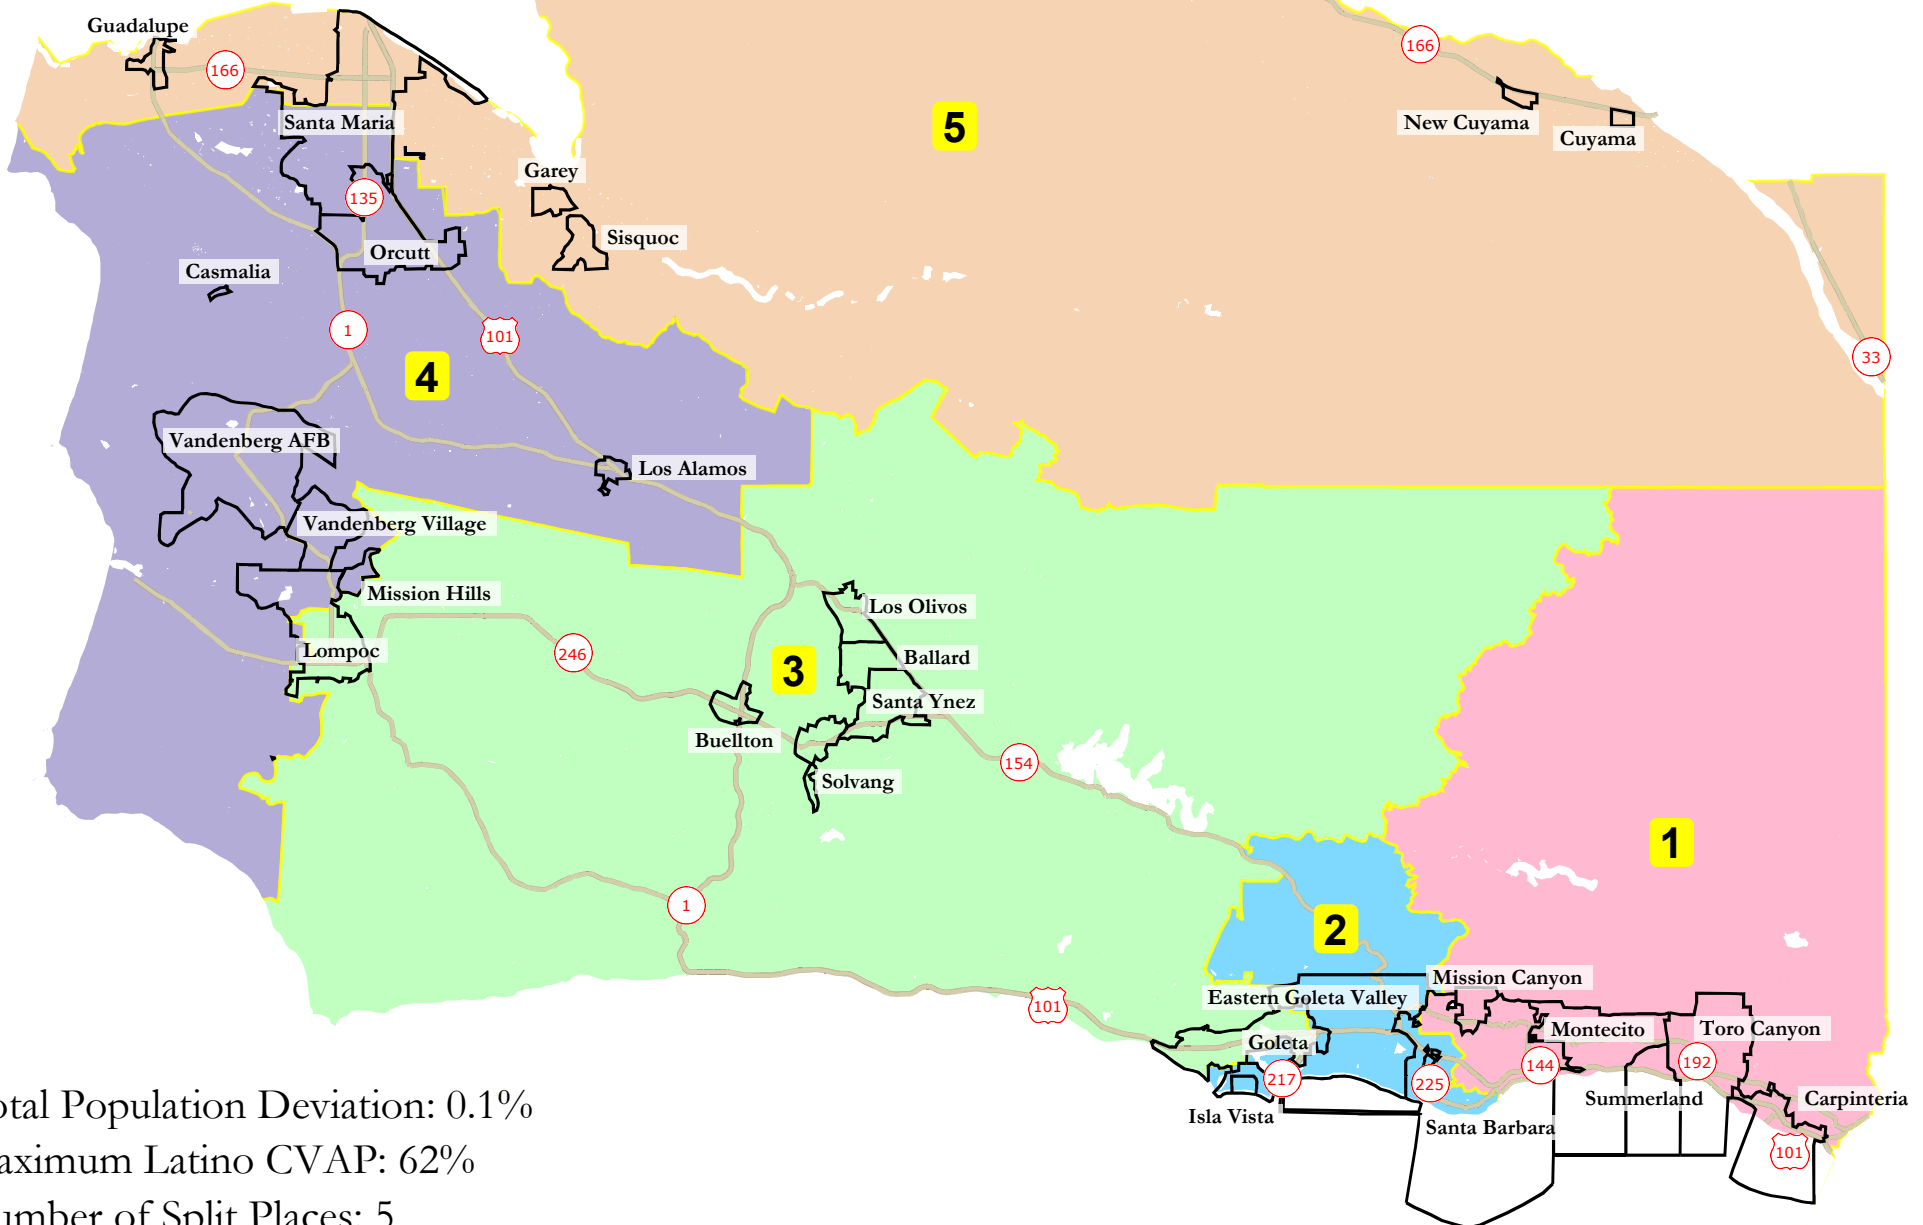 Guadalupe
166
166
Santa Maria
New Cuyama
Cuyama
5
Garey
135
Sisquoc
Orcutt
Casmalia
1
101
33
4
Vandenberg AFB
Los Alamos
Vandenberg Village
Mission Hills
Los Olivos
Lompoc
246
3
Ballard
Santa Ynez
Buellton
154
Solvang
1
1
2
Mission Canyon
Eastern Goleta Valley
101
Goleta
Montecito
Toro Canyon
217
225
144
192
Isla Vista
Summerland
Carpinteria
Santa Barbara
101
otal Population Deviation: 0.1%
aximum Latino CVAP: 62%
umber of Split Places: 5